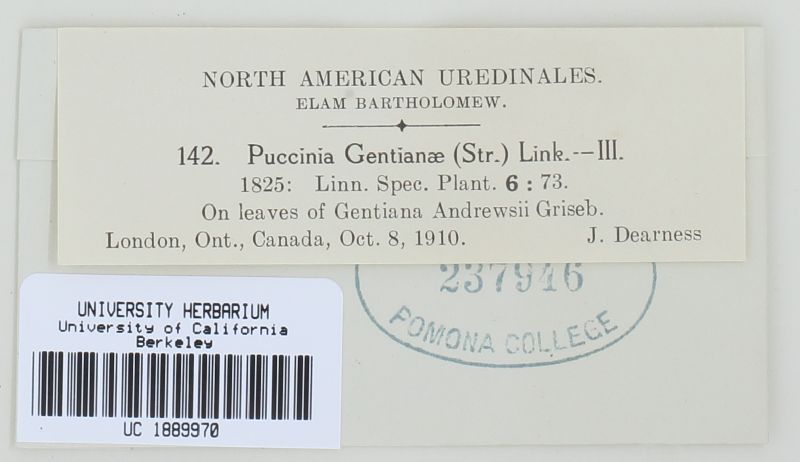 NORTH AMERICAN UREDINALES.
ELAM BARTHOLOMEW.
142. Puccinia Gentianæ (Str.) Link.--III.
1825: Linn. Spec. Plant. 6 : 73.
On leaves of Gentiana Andrewsii Griseb.
London, Ont., Canada, Oct. 8, 1910. J. Dearness
237946
POMONA COLLEGE
UNIVERSITY HERBARIUM
University of California
Berkeley
UC 1889970